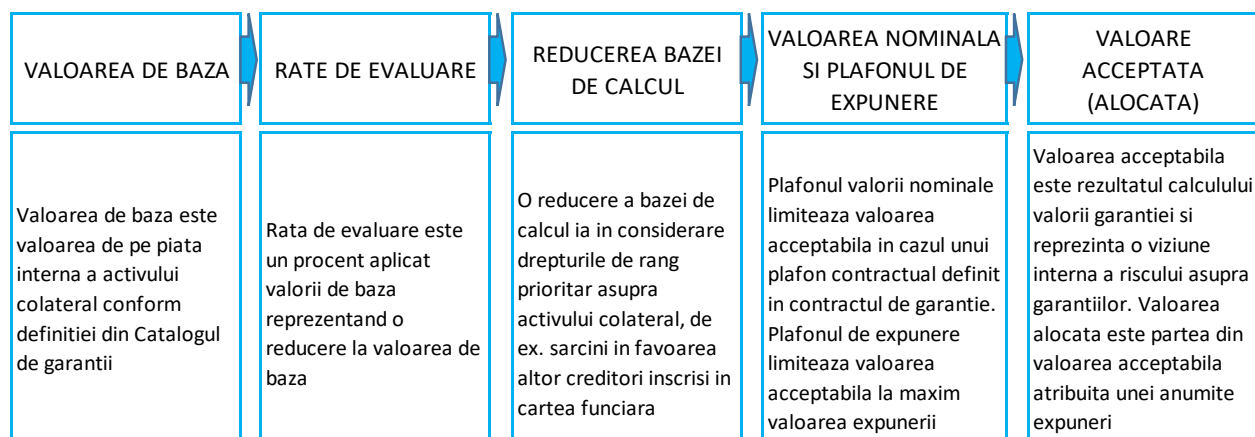 VALOAREA DE BAZA
RATE DE EVALUARE
REDUCEREA BAZEI
DE CALCUL
VALOAREA NOMINALA
SI PLAFONUL DE
EXPUNERE
VALOARE
ACCEPTATA
(ALOCATA)
Valoarea de baza este
valoarea de pe piata
interna a activului
colateral conform
definitiei din Catalogul
de garantii
Rata de evaluare este
un procent aplicat
valorii de baza
reprezentand o
reducere la valoarea de
baza
O reducere a bazei de
calcul ia in considerare
drepturile de rang
prioritar asupra
activului colateral, de
ex. sarcini in favoarea
altor creditori inscrisi in
cartea funciara
Plafonul valorii nominale
limiteaza valoarea
acceptabila in cazul unui
plafon contractual definit
in contractul de garantie.
Plafonul de expunere
limiteaza valoarea
acceptabila la maxim
valoarea expunerii
Valoarea acceptabila
este rezultatul calculului
valorii garantiei si
reprezinta o viziune
interna a riscului asupra
garantiilor. Valoarea
alocata este partea din
valoarea acceptabila
atribuita unei anumite
expuneri